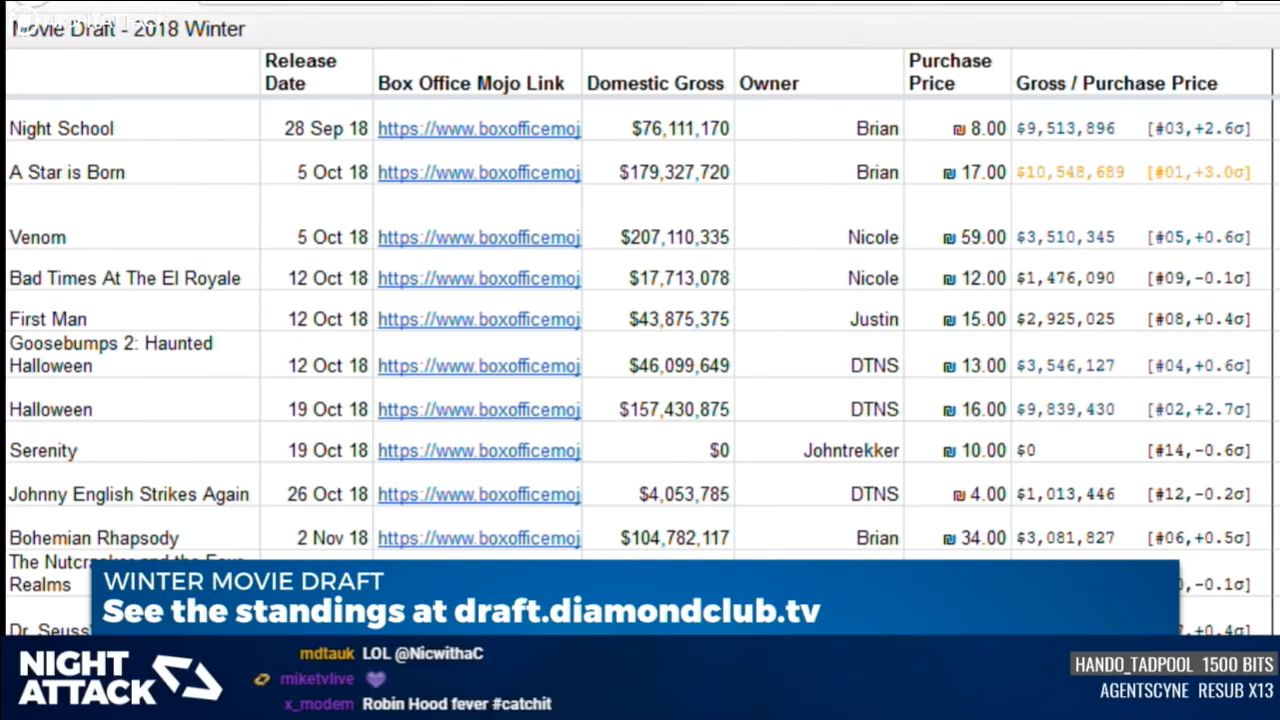 Movie Draft - 2018 Winter
Release Date Box Office Mojo Link Domestic Gross Owner Purchase Price Gross / Purchase Price
Night School 28 Sep 18 https://www.boxofficemoj $76,111,170 Brian ₪ 8.00 $9,513,896 [#03,+2.6σ]
A Star is Born 5 Oct 18 https://www.boxofficemoj $179,327,720 Brian ₪ 17.00 $10,548,689 [#01,+3.0σ]
Venom 5 Oct 18 https://www.boxofficemoj $207,110,335 Nicole ₪ 59.00 $3,510,345 [#05,+0.6σ]
Bad Times At The El Royale 12 Oct 18 https://www.boxofficemoj $17,713,078 Nicole ₪ 12.00 $1,476,090 [#09,-0.1σ]
First Man 12 Oct 18 https://www.boxofficemoj $43,875,375 Justin ₪ 15.00 $2,925,025 [#08,+0.4σ]
Goosebumps 2: Haunted
Halloween 12 Oct 18 https://www.boxofficemoj $46,099,649 DTNS ₪ 13.00 $3,546,127 [#04,+0.6σ]
Halloween 19 Oct 18 https://www.boxofficemoj $157,430,875 DTNS ₪ 16.00 $9,839,430 [#02,+2.7σ]
Serenity 19 Oct 18 https://www.boxofficemoj $0 Johntrekker ₪ 10.00 $0 [#14,-0.6σ]
Johnny English Strikes Again 26 Oct 18 https://www.boxofficemoj $4,053,785 DTNS ₪ 4.00 $1,013,446 [#12,-0.2σ]
Bohemian Rhapsody 2 Nov 18 https://www.boxofficemoj $104,782,117 Brian ₪ 34.00 $3,081,827 [#06,+0.5σ]
The
Realms -0.1σ]
Dr. Seuss +0.4σ]
WINTER MOVIE DRAFT
See the standings at draft.diamondclub.tv
NIGHT ATTACK
mdtauk LOL @NicwithaC
miketvlive
x_modem Robin Hood fever #catchit
HANDO_TADPOOL 1500 BITS
AGENTSCYNE RESUB X13